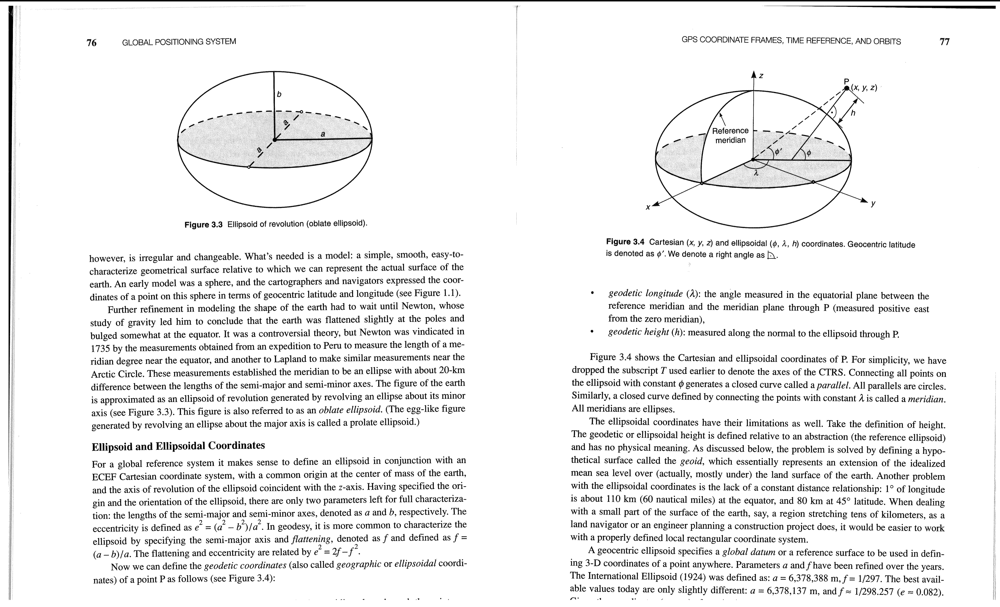 76 GLOBAL POSITIONING SYSTEM
b
a
a
a
Figure 3.3 Ellipsoid of revolution (oblate ellipsoid).
however, is irregular and changeable. What's needed is a model: a simple, smooth, easy-to-
characterize geometrical surface relative to which we can represent the actual surface of the
earth. An early model was a sphere, and the cartographers and navigators expressed the coor-
dinates of a point on this sphere in terms of geocentric latitude and longitude (see Figure 1.1).
Further refinement in modeling the shape of the earth had to wait until Newton, whose
study of gravity led him to conclude that the earth was flattened slightly at the poles and
bulged somewhat at the equator. It was a controversial theory, but Newton was vindicated in
1735 by the measurements obtained from an expedition to Peru to measure the length of a me-
ridian degree near the equator, and another to Lapland to make similar measurements near the
Arctic Circle. These measurements established the meridian to be an ellipse with about 20-km
difference between the lengths of the semi-major and semi-minor axes. The figure of the earth
is approximated as an ellipsoid of revolution generated by revolving an ellipse about its minor
axis (see Figure 3.3). This figure is also referred to as an oblate ellipsoid. (The egg-like figure
generated by revolving an ellipse about the major axis is called a prolate ellipsoid.)
Ellipsoid and Ellipsoidal Coordinates
For a global reference system it makes sense to define an ellipsoid in conjunction with an
ECEF Cartesian coordinate system, with a common origin at the center of mass of the earth,
and the axis of revolution of the ellipsoid coincident with the z-axis. Having specified the ori-
gin and the orientation of the ellipsoid, there are only two parameters left for full characteriza-
tion: the lengths of the semi-major and semi-minor axes, denoted as a and b, respectively. The
eccentricity is defined as e² = (a² – b²)/a². In geodesy, it is more common to characterize the
ellipsoid by specifying the semi-major axis and flattening, denoted as f and defined as f =
(a – b)/a. The flattening and eccentricity are related by e² = 2f – f².
Now we can define the geodetic coordinates (also called geographic or ellipsoidal coordi-
nates) of a point P as follows (see Figure 3.4):
GPS COORDINATE FRAMES, TIME REFERENCE, AND ORBITS 77
z
P
(x, y, z)
h
Reference
meridian
ϕ′
ϕ
λ
x
y
Figure 3.4 Cartesian (x, y, z) and ellipsoidal (ϕ, λ, h) coordinates. Geocentric latitude
is denoted as ϕ′. We denote a right angle as ⊾.
• geodetic longitude (λ): the angle measured in the equatorial plane between the
reference meridian and the meridian plane through P (measured positive east
from the zero meridian),
• geodetic height (h): measured along the normal to the ellipsoid through P.
Figure 3.4 shows the Cartesian and ellipsoidal coordinates of P. For simplicity, we have
dropped the subscript T used earlier to denote the axes of the CTRS. Connecting all points on
the ellipsoid with constant ϕ generates a closed curve called a parallel. All parallels are circles.
Similarly, a closed curve defined by connecting the points with constant λ is called a meridian.
All meridians are ellipses.
The ellipsoidal coordinates have their limitations as well. Take the definition of height.
The geodetic or ellipsoidal height is defined relative to an abstraction (the reference ellipsoid)
and has no physical meaning. As discussed below, the problem is solved by defining a hypo-
thetical surface called the geoid, which essentially represents an extension of the idealized
mean sea level over (actually, mostly under) the land surface of the earth. Another problem
with the ellipsoidal coordinates is the lack of a constant distance relationship: 1° of longitude
is about 110 km (60 nautical miles) at the equator, and 80 km at 45° latitude. When dealing
with a small part of the surface of the earth, say, a region stretching tens of kilometers, as a
land navigator or an engineer planning a construction project does, it would be easier to work
with a properly defined local rectangular coordinate system.
A geocentric ellipsoid specifies a global datum or a reference surface to be used in defin-
ing 3-D coordinates of a point anywhere. Parameters a and f have been refined over the years.
The International Ellipsoid (1924) was defined as: a = 6,378,388 m, f = 1/297. The best avail-
able values today are only slightly different: a = 6,378,137 m, and f ≈ 1/298.257 (e ≈ 0.082).